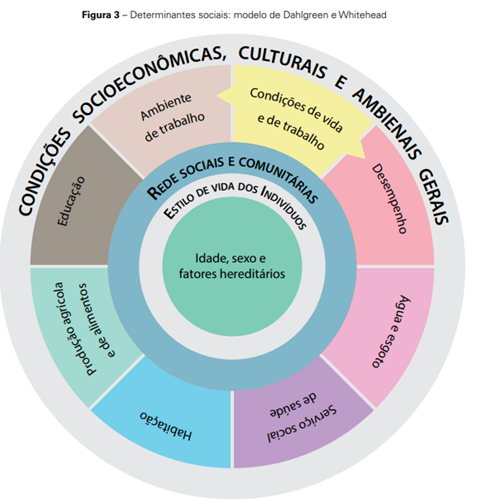 Figura 3 – Determinantes sociais: modelo de Dahlgreen e Whitehead
CONDIÇÕES SOCIOECONÔMICAS, CULTURAIS E AMBIENAIS GERAIS
Ambiente
de trabalho
Condições de vida
e de trabalho
Desempenho
Água e esgoto
Serviço social
de saúde
Habitação
Produção agrícola
e de alimentos
Educação
REDE SOCIAIS E COMUNITÁRIAS
ESTILO DE VIDA DOS INDIVÍDUOS
Idade, sexo e
fatores hereditários